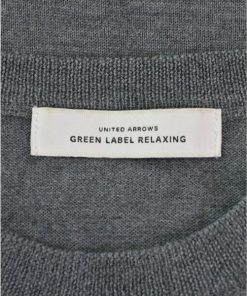 UNITED ARROWS
GREEN LABEL RELAXING